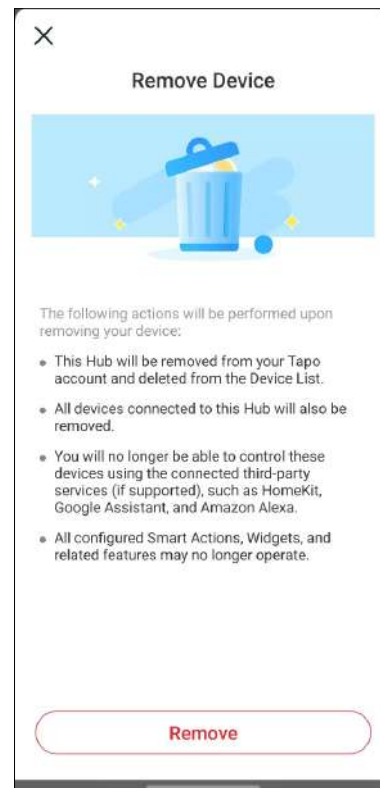 Remove Device
The following actions will be performed upon
removing your device:
This Hub will be removed from your Tapo
account and deleted from the Device List.
All devices connected to this Hub will also be
removed.
You will no longer be able to control these
devices using the connected third-party
services (if supported), such as HomeKit,
Google Assistant, and Amazon Alexa.
All configured Smart Actions, Widgets, and
related features may no longer operate.
Remove